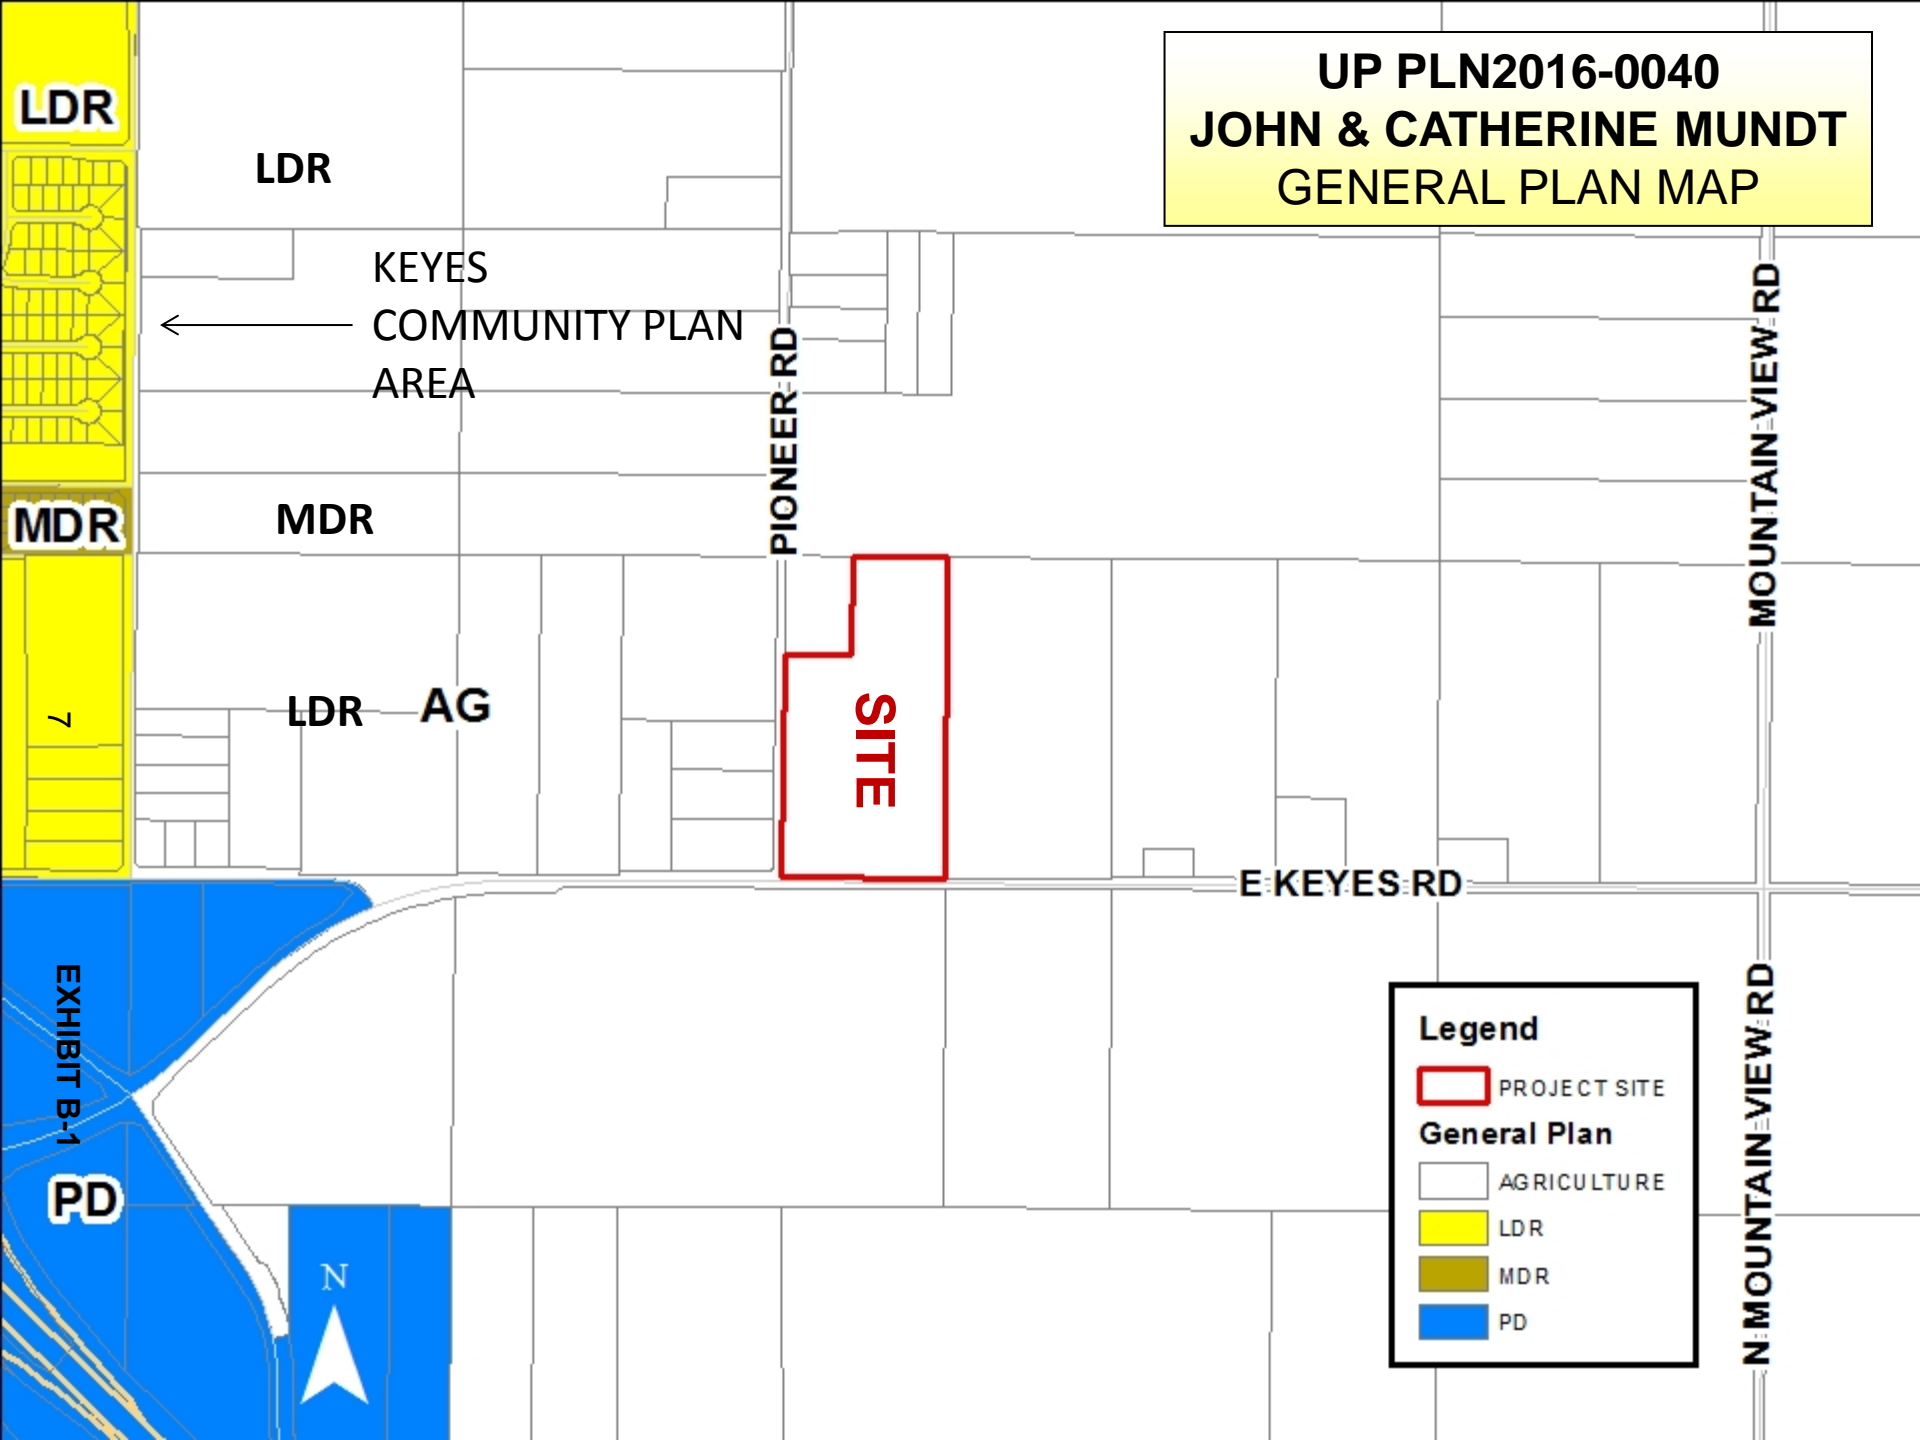 UP PLN2016-0040
JOHN & CATHERINE MUNDT
GENERAL PLAN MAP
LDR
LDR
KEYES
COMMUNITY PLAN
AREA
PIONEER RD
MOUNTAIN VIEW RD
MDR
MDR
LDR
AG
SITE
7
E KEYES RD
EXHIBIT B-1
PD
N
N MOUNTAIN VIEW RD
Legend
PROJECT SITE
General Plan
AGRICULTURE
LDR
MDR
PD